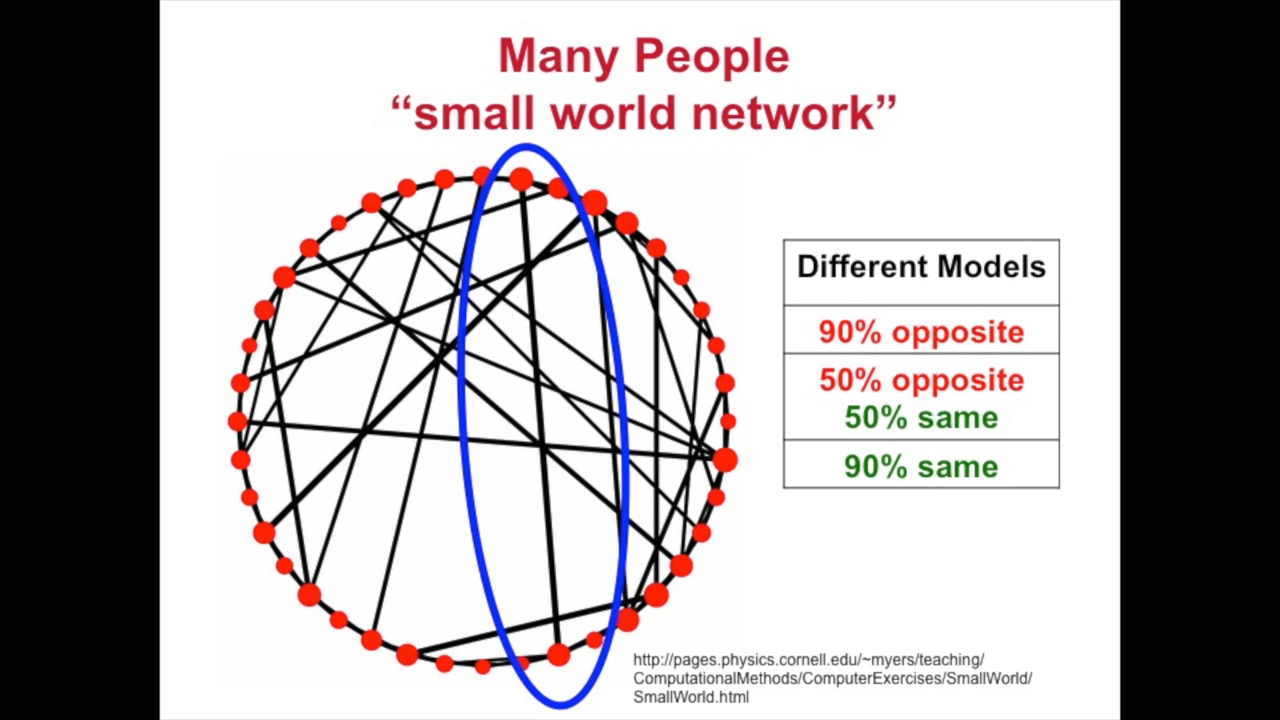 Many People
“small world network”
Different Models
90% opposite
50% opposite
50% same
90% same
http://pages.physics.cornell.edu/~myers/teaching/
ComputationalMethods/ComputerExercises/SmallWorld/
SmallWorld.html